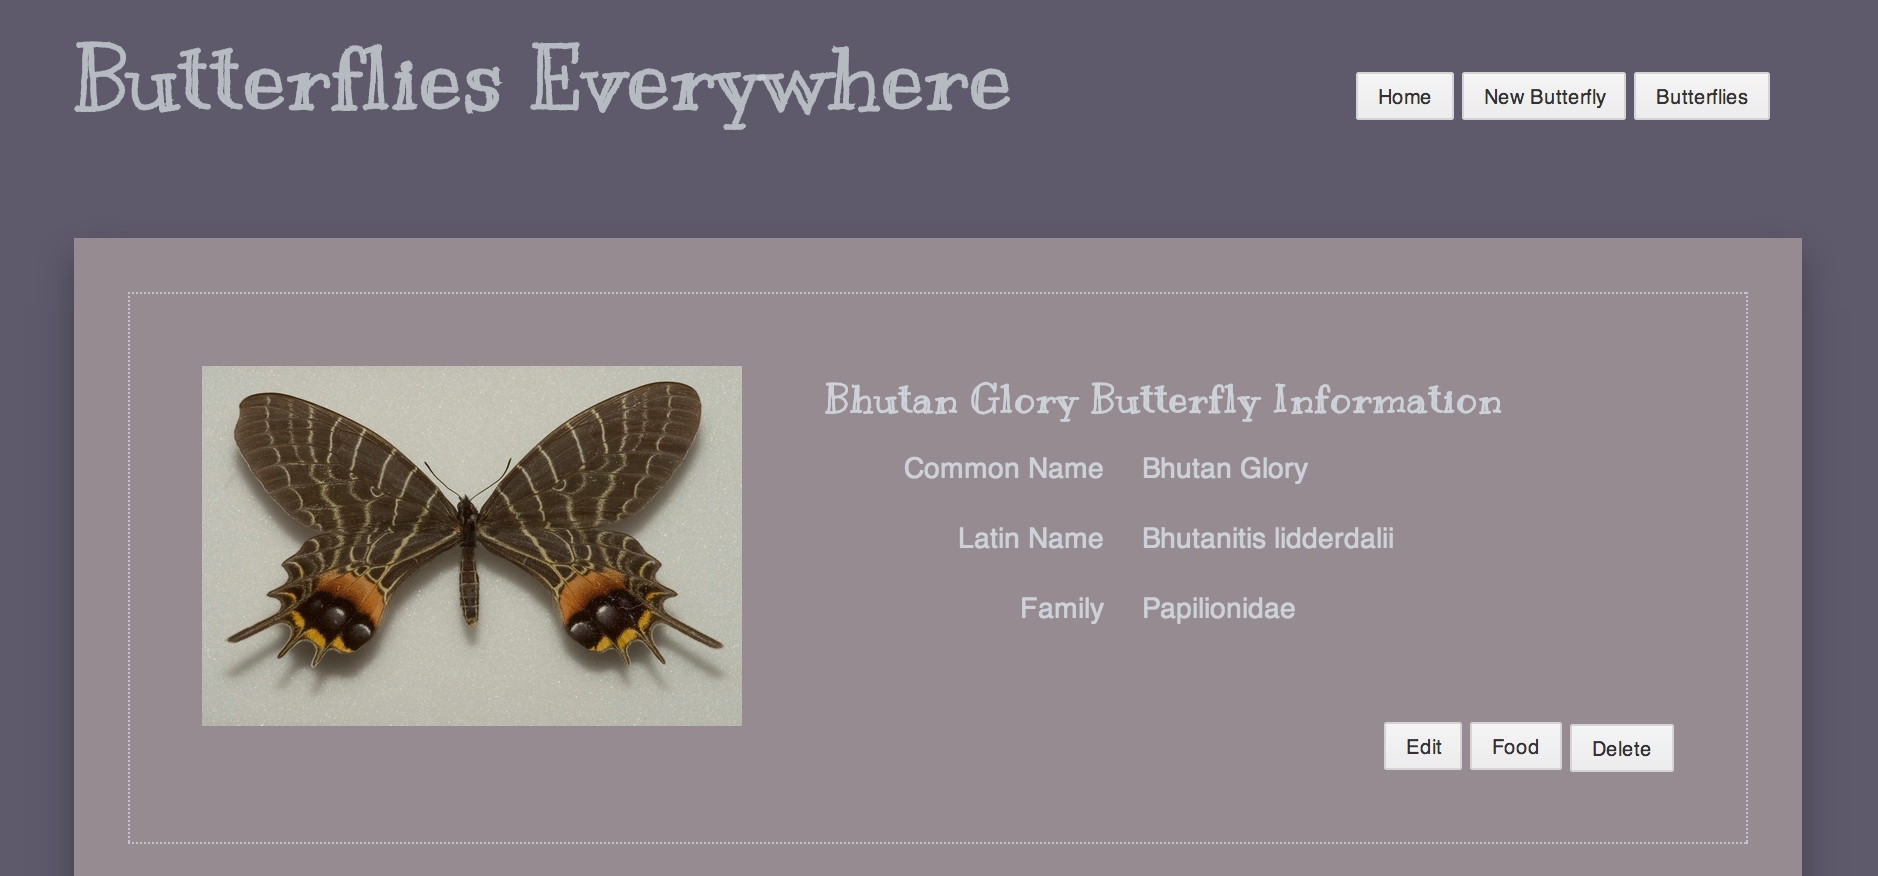 Butterflies Everywhere
Home New Butterfly Butterflies
Bhutan Glory Butterfly Information
Common Name Bhutan Glory
Latin Name Bhutanitis lidderdalii
Family Papilionidae
Edit Food Delete